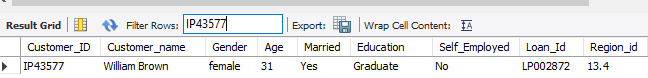 Result Grid Filter Rows: IP43577 Export: Wrap Cell Content: IA
Customer_ID Customer_name Gender Age Married Education Self_Employed Loan_Id Region_id
IP43577 William Brown female 31 Yes Graduate No LP002872 13.4